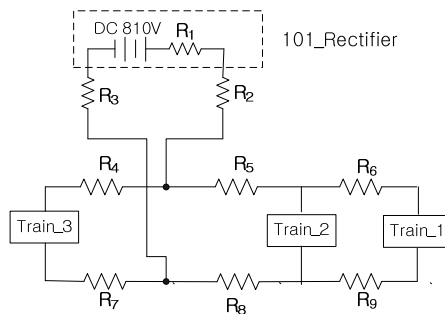 DC 810V
R1
101_Rectifier
R3
R2
R4
R5
R6
Train_3
Train_2
Train_1
R7
R8
R9